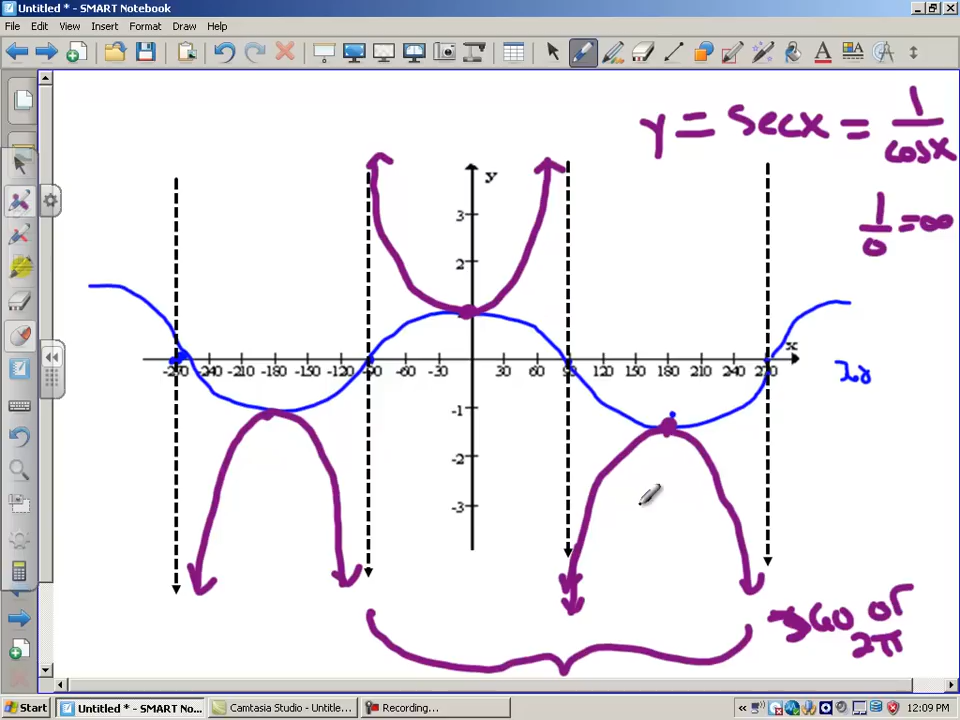 Untitled * - SMART Notebook
File Edit View Insert Format Draw Help
y = secx = 1
cosx
1
0 = ∞
y
3
2
x
-240 -210 -180 -150 -120 -90 -60 -30 30 60 90 120 150 180 210 240 270
-1
-2
-3
360 or
2π
Start Untitled * - SMART No... Camtasia Studio - Untitle... Recording... 12:09 PM